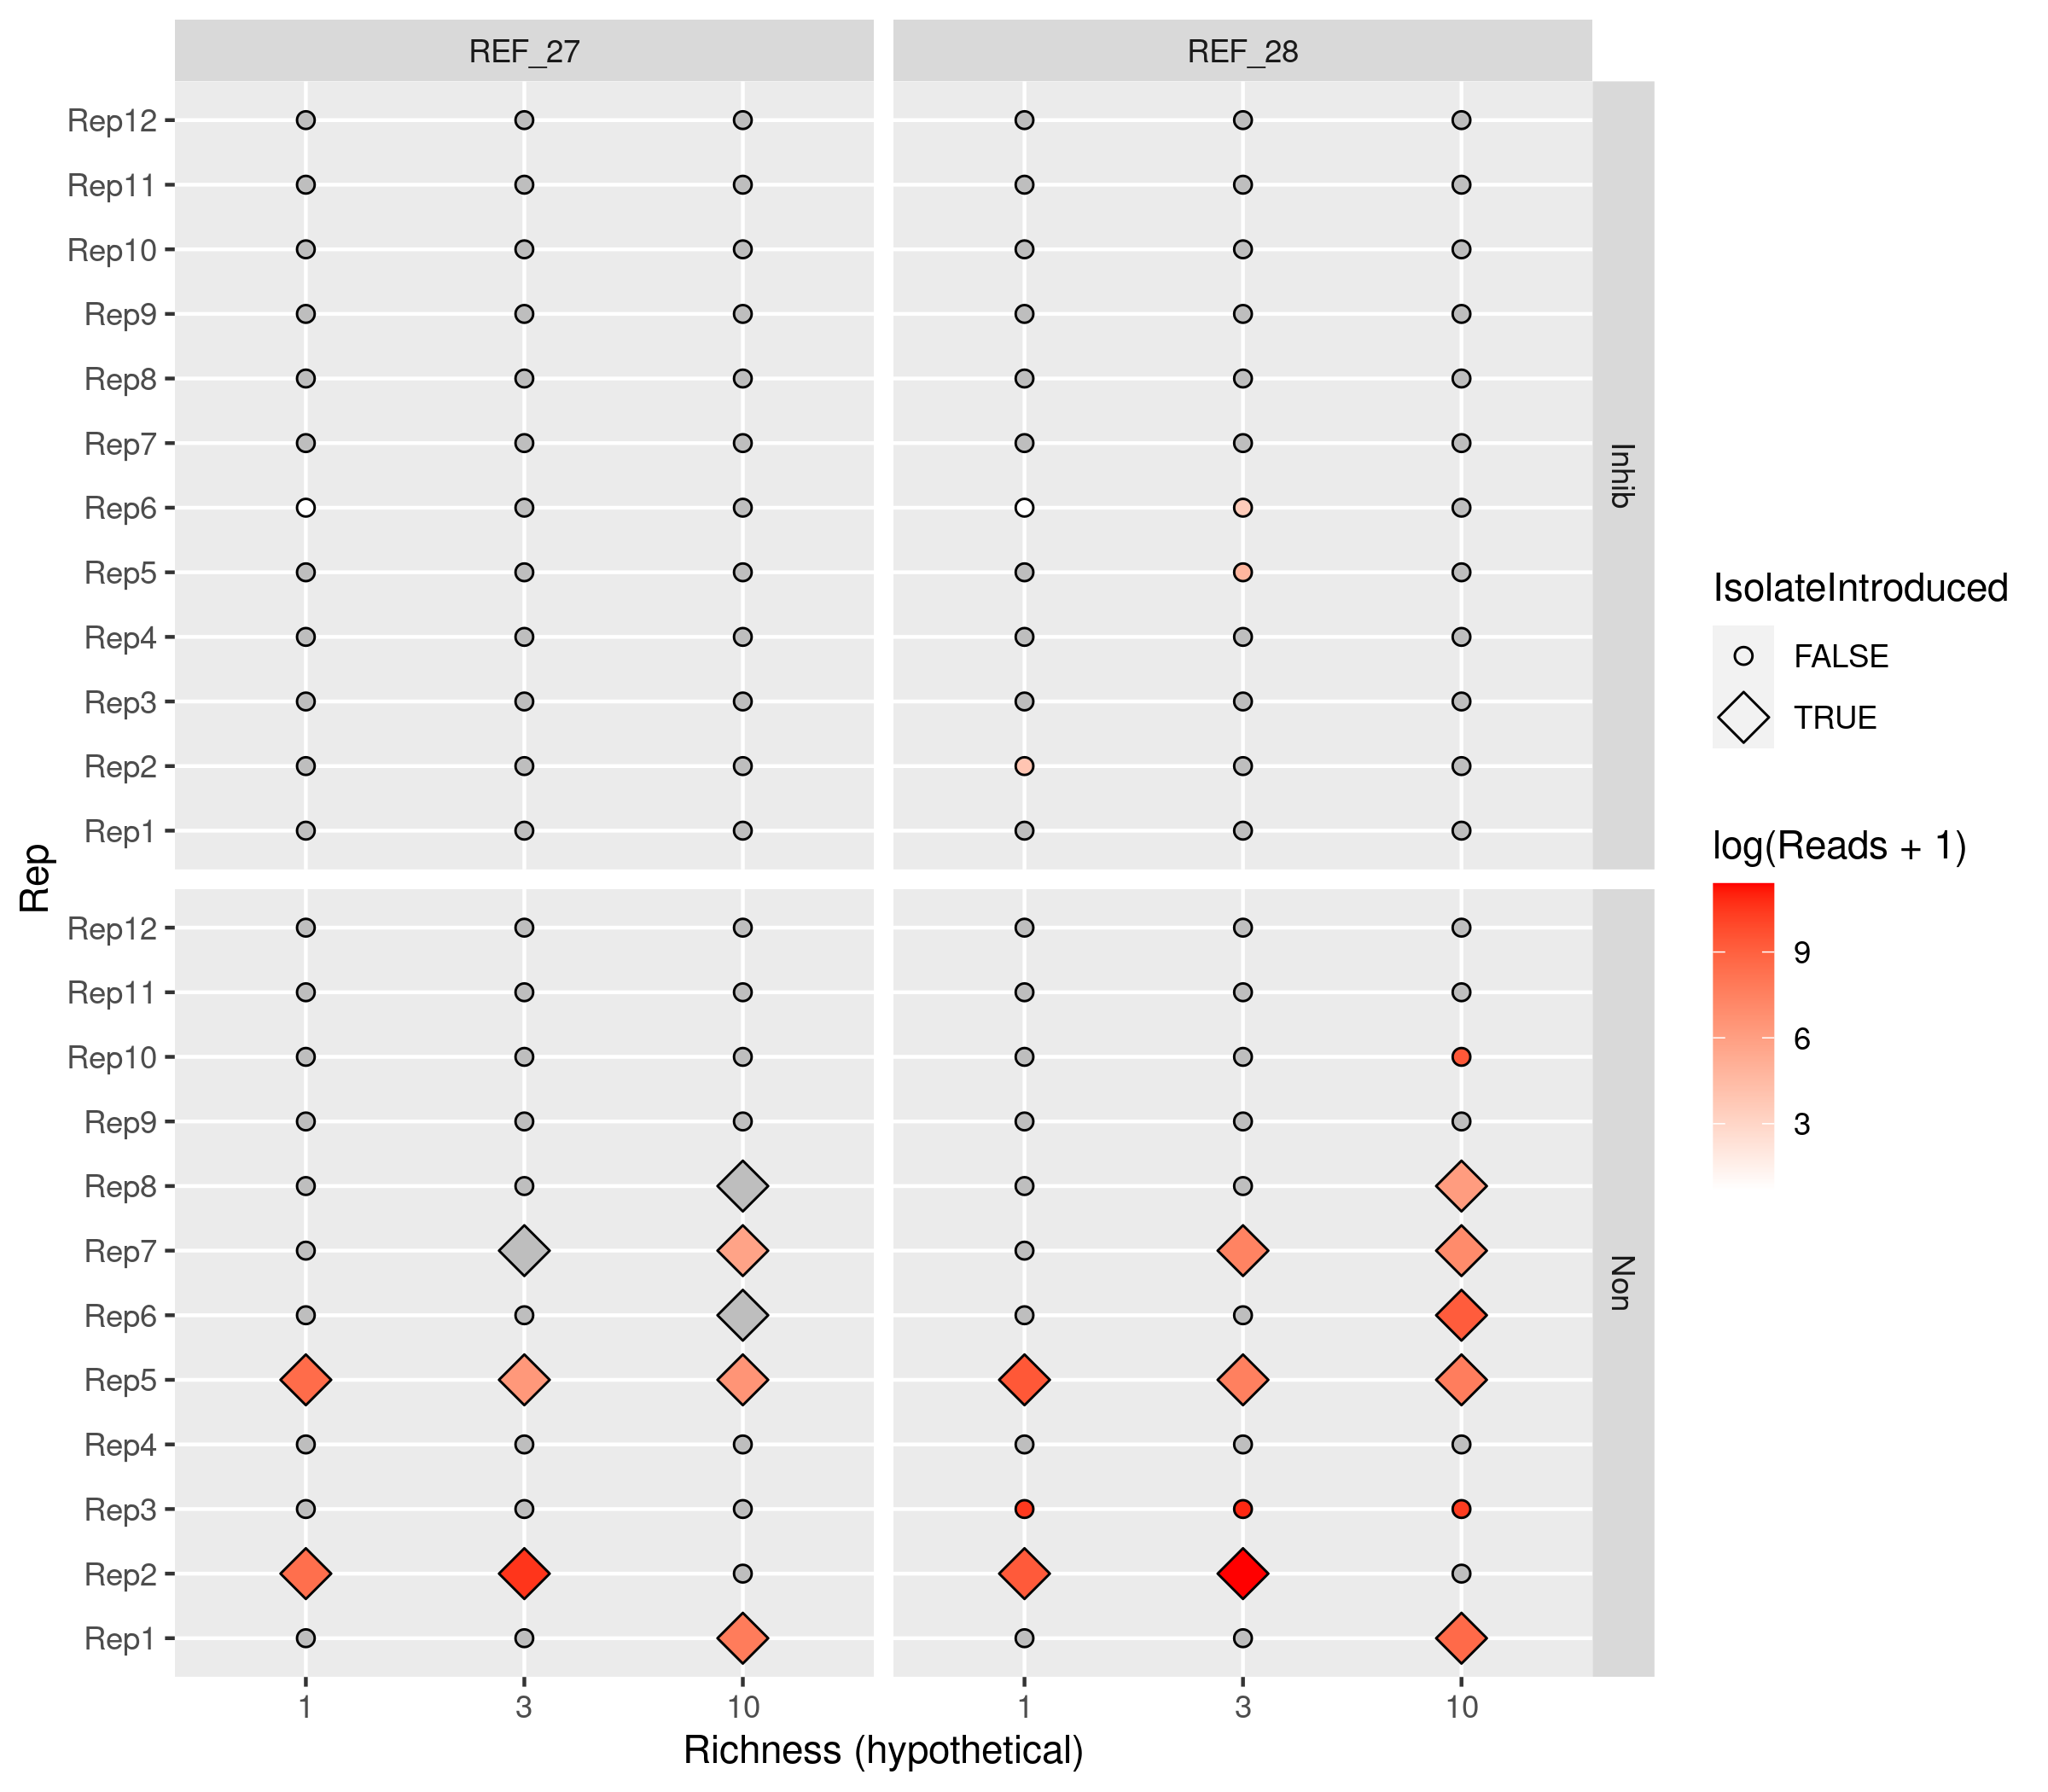 REF_27
REF_28
Rep12
Rep11
Rep10
Rep9
Rep8
Rep7
Rep6
Rep5
Rep4
Rep3
Rep2
Rep1
Inhib
Rep
Rep12
Rep11
Rep10
Rep9
Rep8
Rep7
Rep6
Rep5
Rep4
Rep3
Rep2
Rep1
Non
1
3
10
1
3
10
Richness (hypothetical)
IsolateIntroduced
FALSE
TRUE
log(Reads + 1)
9
6
3